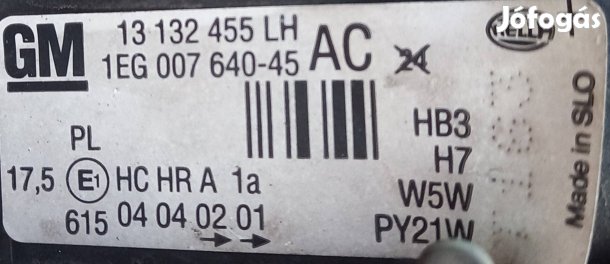 Jófogás
GM
13 132 455 LH
1EG 007 640-45
AC
24
HELLA
HB3
H7
W5W
PY21W
Made in SLO
PL
17,5 E1 HC HR A 1a
615 04 04 02 01